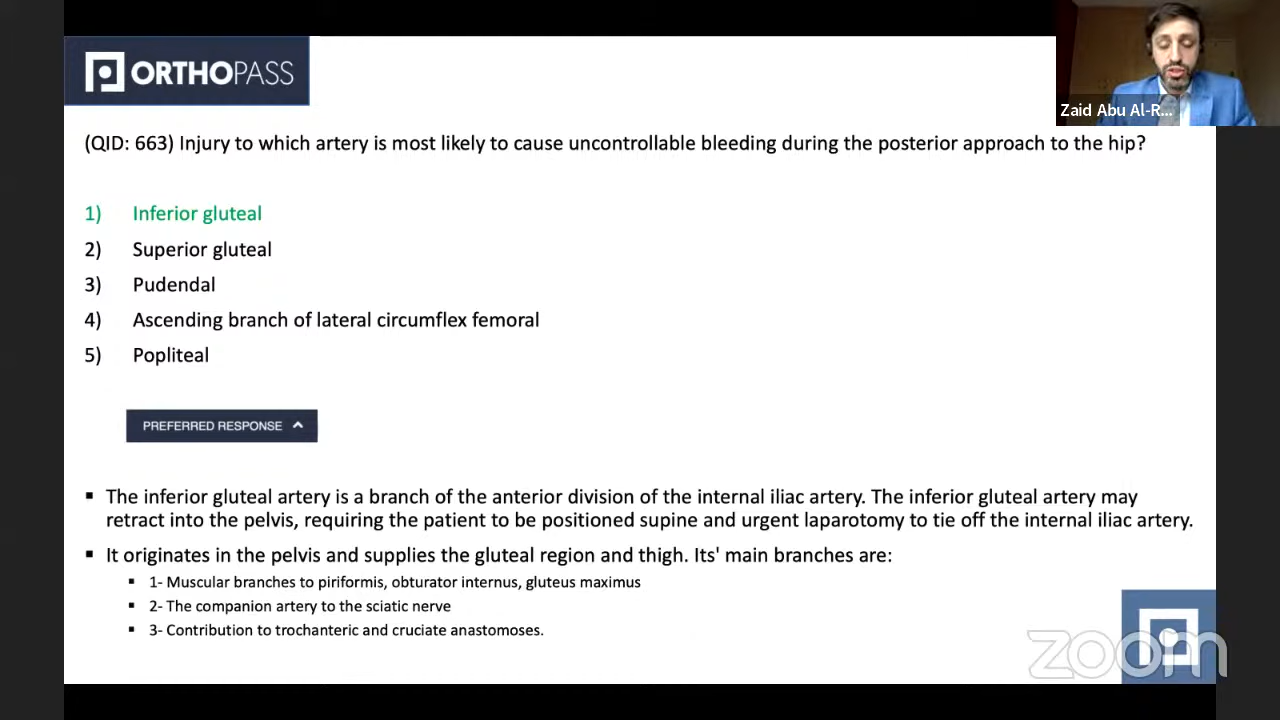 ORTHOPASS
Zaid Abu Al-R...
(QID: 663) Injury to which artery is most likely to cause uncontrollable bleeding during the posterior approach to the hip?
1) Inferior gluteal
2) Superior gluteal
3) Pudendal
4) Ascending branch of lateral circumflex femoral
5) Popliteal
PREFERRED RESPONSE
▪ The inferior gluteal artery is a branch of the anterior division of the internal iliac artery. The inferior gluteal artery may
retract into the pelvis, requiring the patient to be positioned supine and urgent laparotomy to tie off the internal iliac artery.
▪ It originates in the pelvis and supplies the gluteal region and thigh. Its' main branches are:
▪ 1- Muscular branches to piriformis, obturator internus, gluteus maximus
▪ 2- The companion artery to the sciatic nerve
▪ 3- Contribution to trochanteric and cruciate anastomoses.
zoom